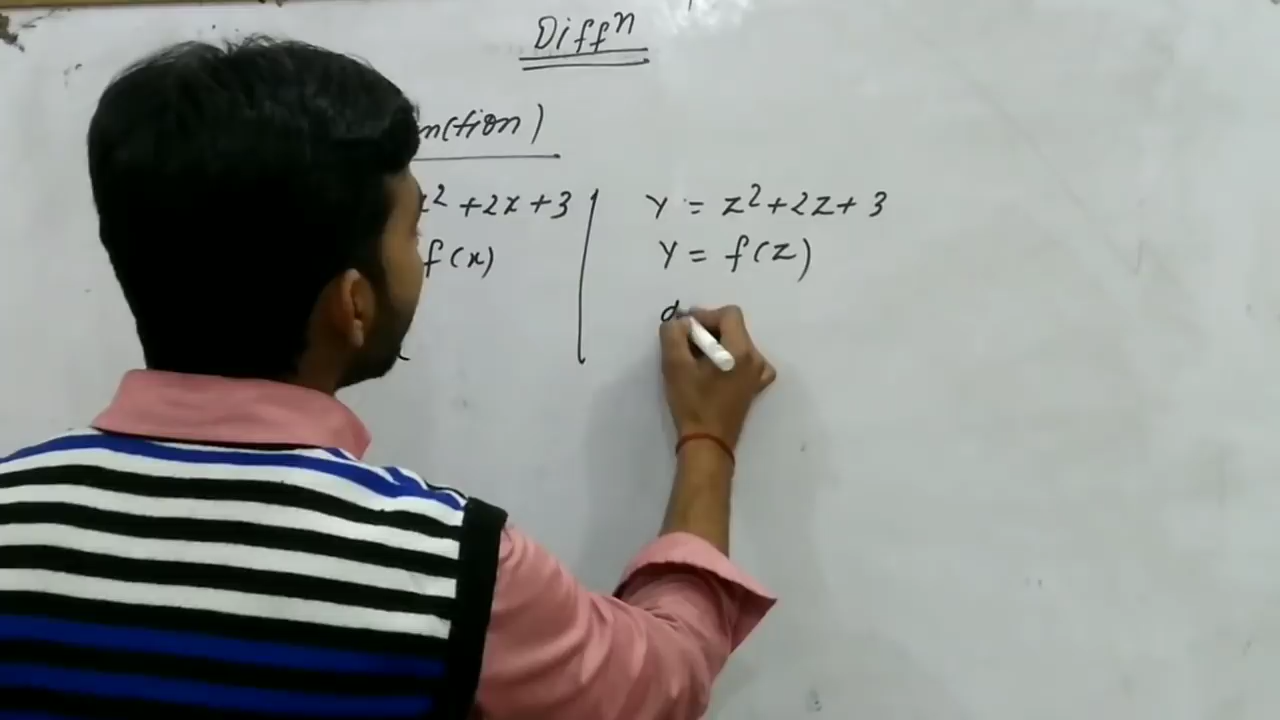 Diffⁿ
nction)
x² + 2x + 3
f(x)
Y = z² + 2z + 3
Y = f(z)
d